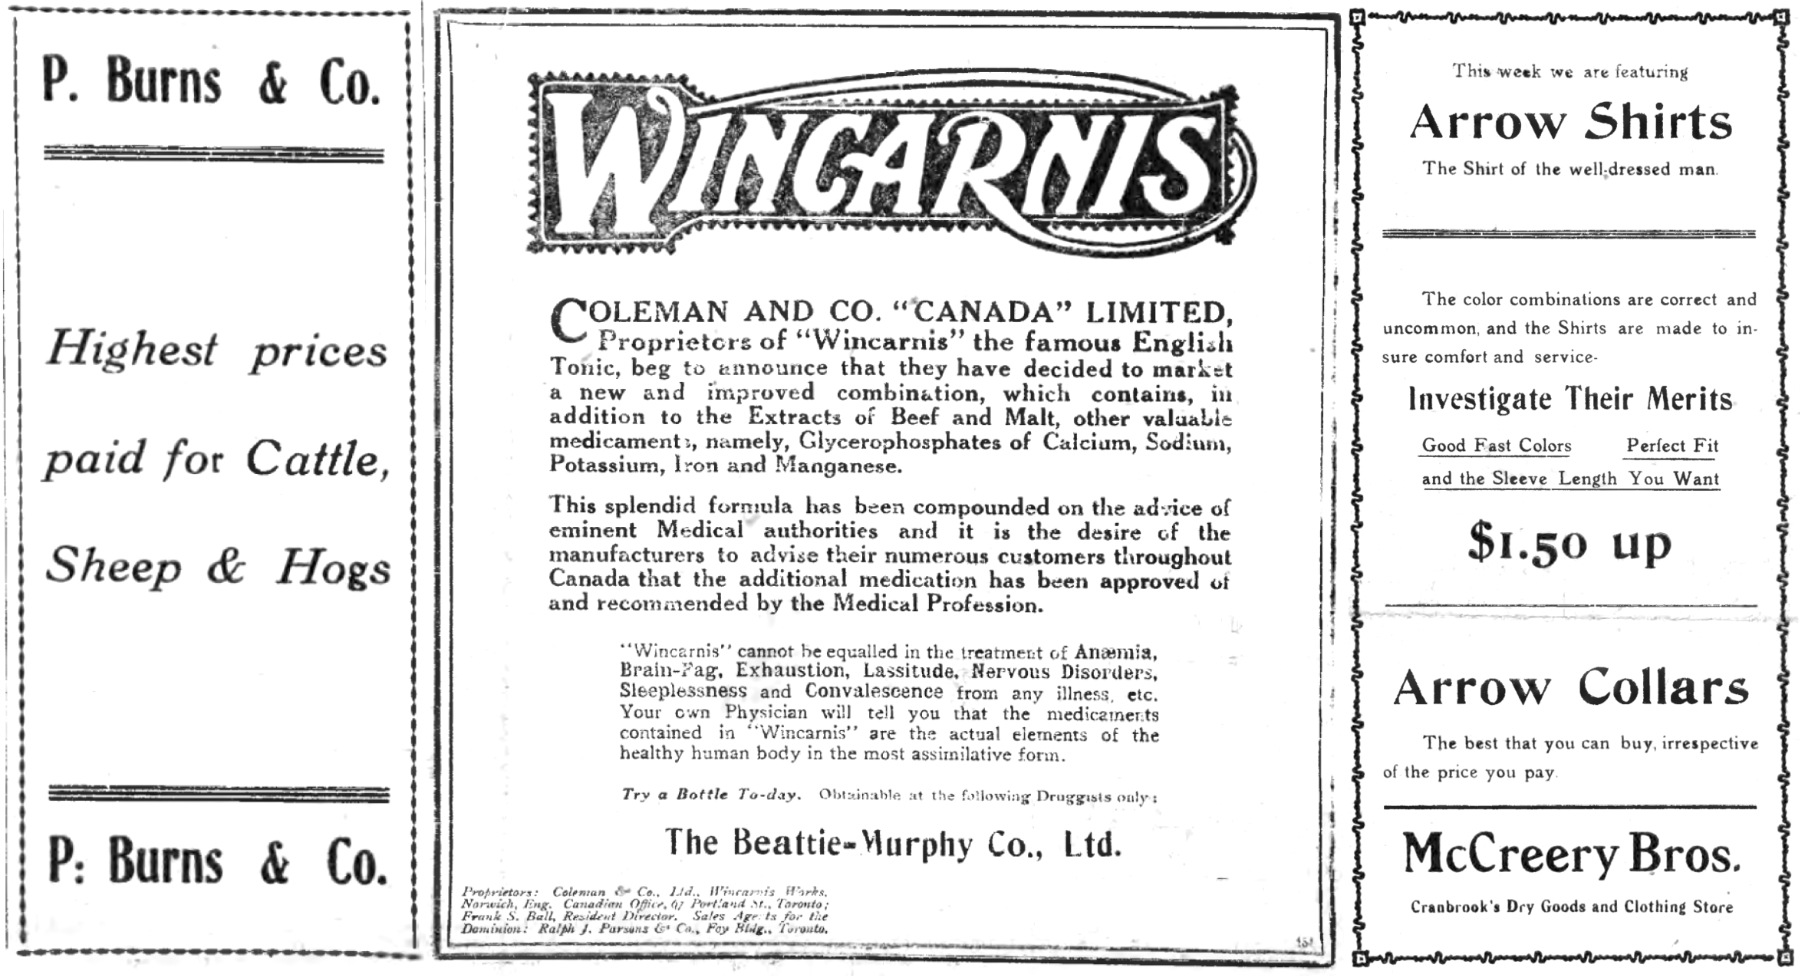 P. Burns & Co.
Highest prices
paid for Cattle,
Sheep & Hogs
P. Burns & Co.
WINCARNIS
COLEMAN AND CO. “CANADA” LIMITED,
Proprietors of “Wincarnis” the famous English
Tonic, beg to announce that they have decided to market
a new and improved combination, which contains, in
addition to the Extracts of Beef and Malt, other valuable
medicaments, namely, Glycerophosphates of Calcium, Sodium,
Potassium, Iron and Manganese.
This splendid formula has been compounded on the advice of
eminent Medical authorities and it is the desire of the
manufacturers to advise their numerous customers throughout
Canada that the additional medication has been approved of
and recommended by the Medical Profession.
“Wincarnis” cannot be equalled in the treatment of Anæmia,
Brain-Fag, Exhaustion, Lassitude, Nervous Disorders,
Sleeplessness and Convalescence from any illness, etc.
Your own Physician will tell you that the medicaments
contained in “Wincarnis” are the actual elements of the
healthy human body in the most assimilative form.
Try a Bottle To-day. Obtainable at the following Druggists only:
The Beattie-Murphy Co., Ltd.
Proprietors: Coleman & Co., Ltd., Wincarnis Works,
Norwich, Eng. Canadian Office, 67 Portland St., Toronto;
Frank S. Ball, Resident Director. Sales Agents for the
Dominion: Ralph J. Parsons & Co., Foy Bldg., Toronto.
This week we are featuring
Arrow Shirts
The Shirt of the well-dressed man.
The color combinations are correct and
uncommon, and the Shirts are made to in-
sure comfort and service-
Investigate Their Merits
Good Fast Colors Perfect Fit
and the Sleeve Length You Want
$1.50 up
Arrow Collars
The best that you can buy, irrespective
of the price you pay.
McCreery Bros.
Cranbrook's Dry Goods and Clothing Store